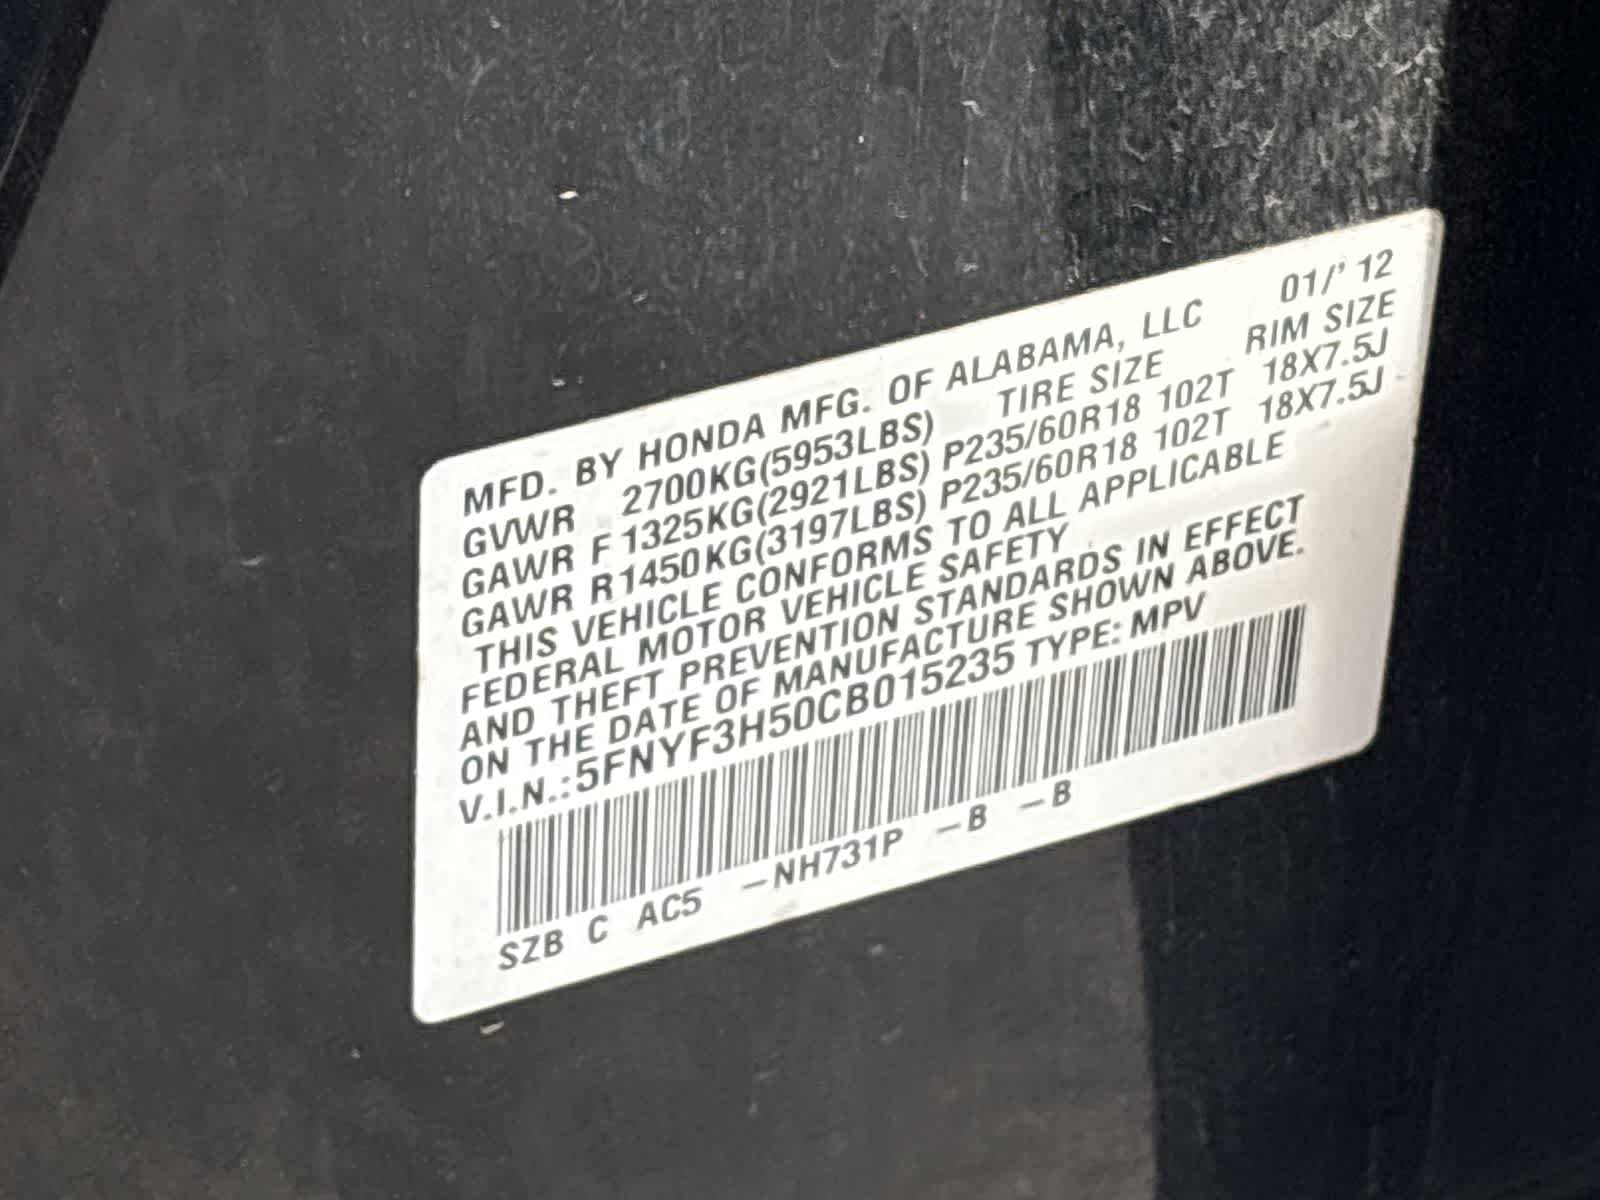 MFD. BY HONDA MFG. OF ALABAMA, LLC 01/' 12
GVWR 2700KG(5953LBS) TIRE SIZE RIM SIZE
GAWR F 1325KG(2921LBS) P235/60R18 102T 18X7.5J
GAWR R 1450KG(3197LBS) P235/60R18 102T 18X7.5J
THIS VEHICLE CONFORMS TO ALL APPLICABLE
FEDERAL MOTOR VEHICLE SAFETY
AND THEFT PREVENTION STANDARDS IN EFFECT
ON THE DATE OF MANUFACTURE SHOWN ABOVE.
V.I.N.:5FNYF3H50CB015235 TYPE: MPV
SZB C AC5 -NH731P -B -B